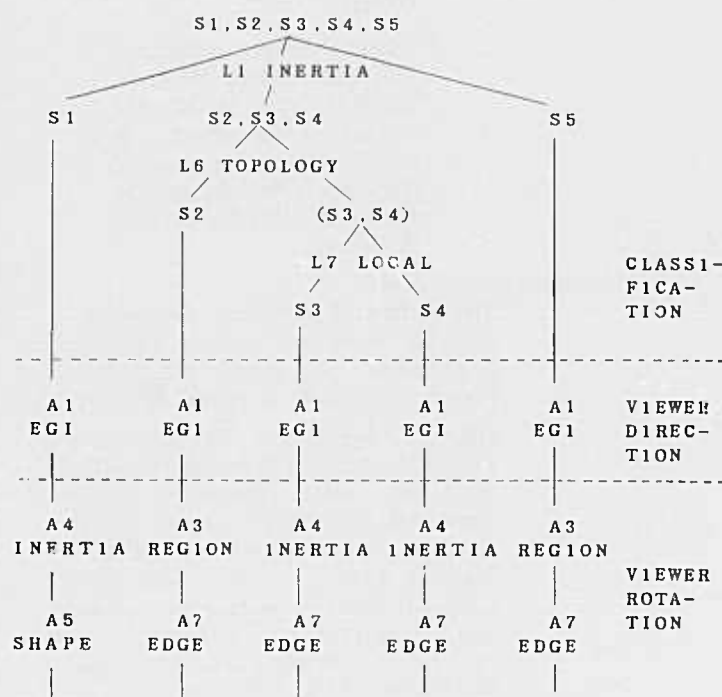 S1,S2,S3,S4,S5
L1 INERTIA
S1 S2,S3,S4 S5
L6 TOPOLOGY
S2 (S3,S4)
L7 LOCAL
S3 S4
CLASSI-
FICA-
TION
A1 A1 A1 A1 A1
EGI EGI EGI EGI EGI
VIEWER
DIREC-
TION
A4 A3 A4 A4 A3
INERTIA REGION INERTIA INERTIA REGION
VIEWER
ROTA-
TION
A5 A7 A7 A7 A7
SHAPE EDGE EDGE EDGE EDGE